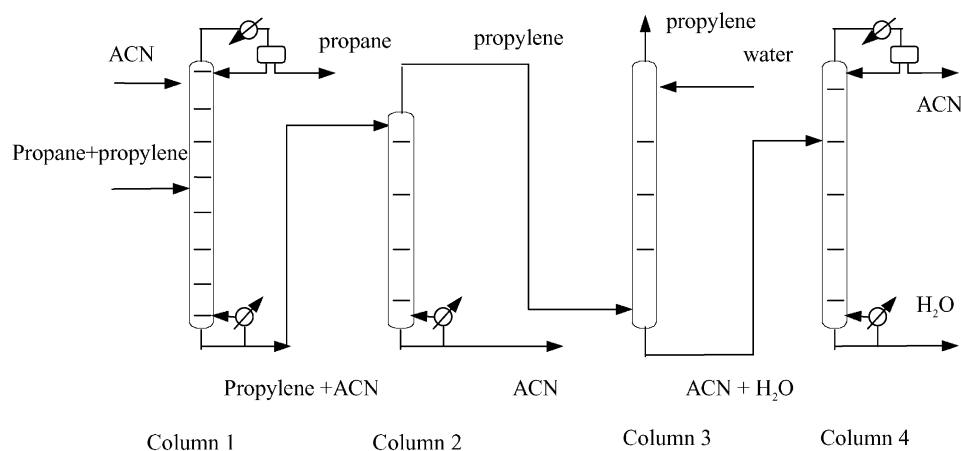 ACN
propane
Propane+propylene
propylene
propylene
water
ACN
H₂O
Propylene +ACN
ACN
ACN + H₂O
Column 1
Column 2
Column 3
Column 4